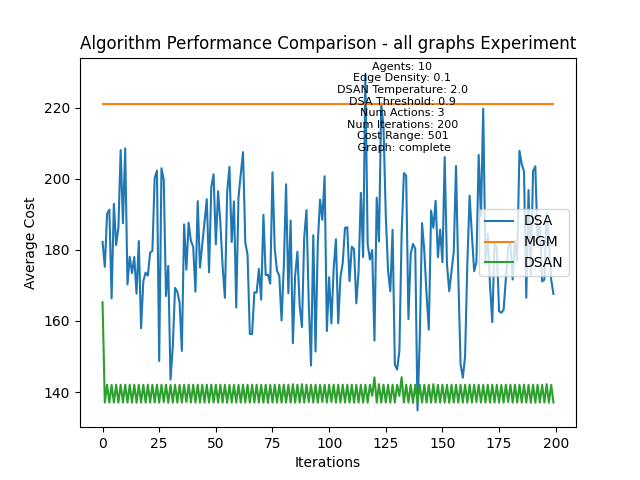 Algorithm Performance Comparison - all graphs Experiment
Agents: 10
Edge Density: 0.1
DSAN Temperature: 2.0
DSA Threshold: 0.9
Num Actions: 3
Num Iterations: 200
Cost Range: 501
Graph: complete
220
200
180
160
140
Average Cost
DSA
MGM
DSAN
0 25 50 75 100 125 150 175 200
Iterations